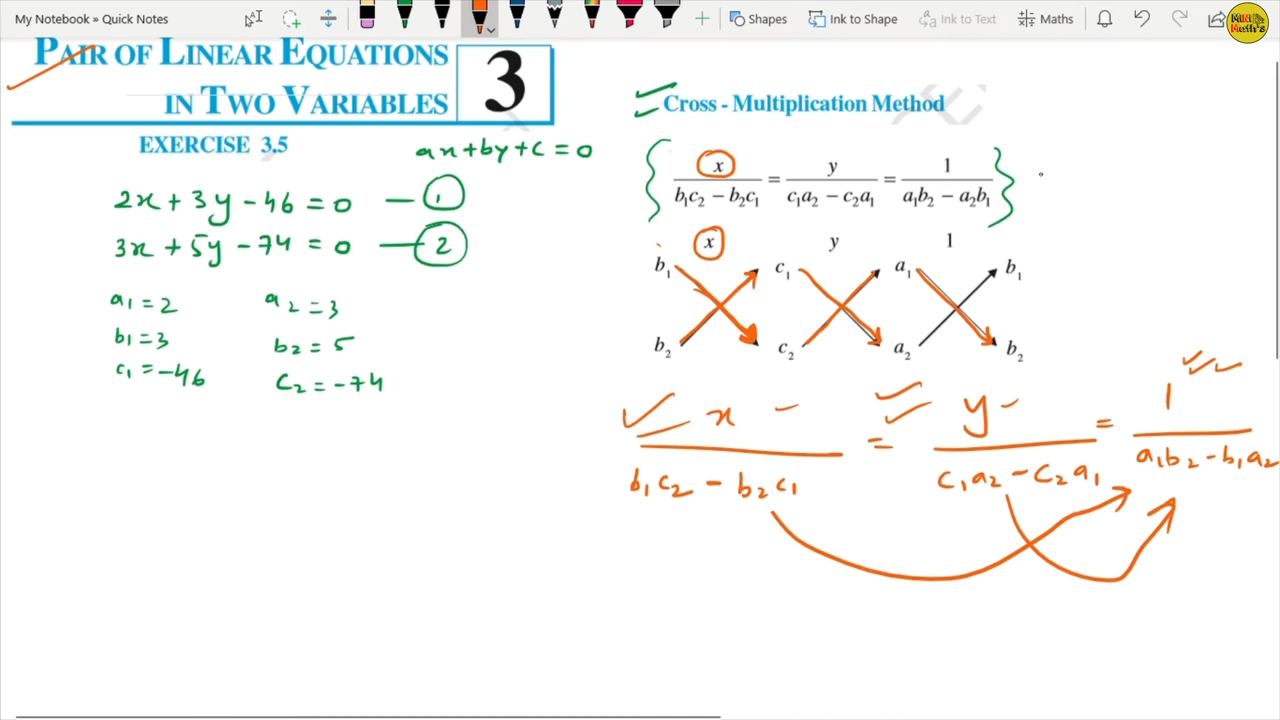 My Notebook » Quick Notes
Shapes
Ink to Shape
Ink to Text
Maths
PAIR OF LINEAR EQUATIONS
IN TWO VARIABLES
3
EXERCISE 3.5
ax+by+c=0
2x+3y-46=0 — 1
3x+5y-74=0 — 2
a₁=2 a₂=3
b₁=3 b₂=5
c₁=-46 c₂=-74
Cross - Multiplication Method
x/(b₁c₂ – b₂c₁) = y/(c₁a₂ – c₂a₁) = 1/(a₁b₂ – a₂b₁)
x y 1
b₁ c₁ a₁ b₁
b₂ c₂ a₂ b₂
x/(b₁c₂ - b₂c₁) = y/(c₁a₂ - c₂a₁) = 1/(a₁b₂ - b₁a₂)